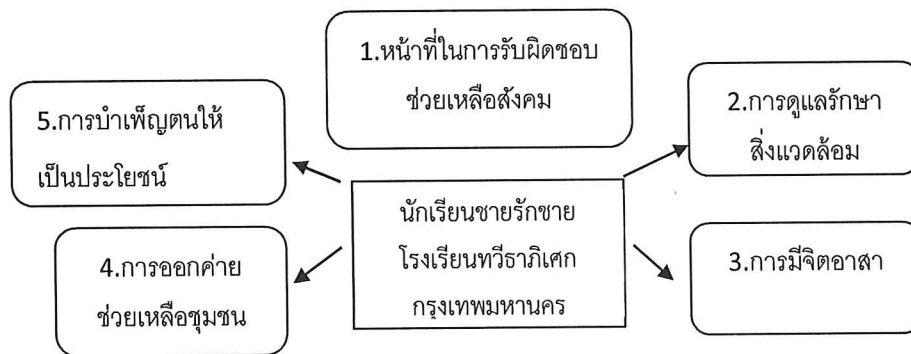 1.หน้าที่ในการรับผิดชอบ
ช่วยเหลือสังคม
2.การดูแลรักษา
สิ่งแวดล้อม
5.การบำเพ็ญตนให้
เป็นประโยชน์
นักเรียนชายรักชาย
โรงเรียนทวีธาภิเศก
กรุงเทพมหานคร
3.การมีจิตอาสา
4.การออกค่าย
ช่วยเหลือชุมชน